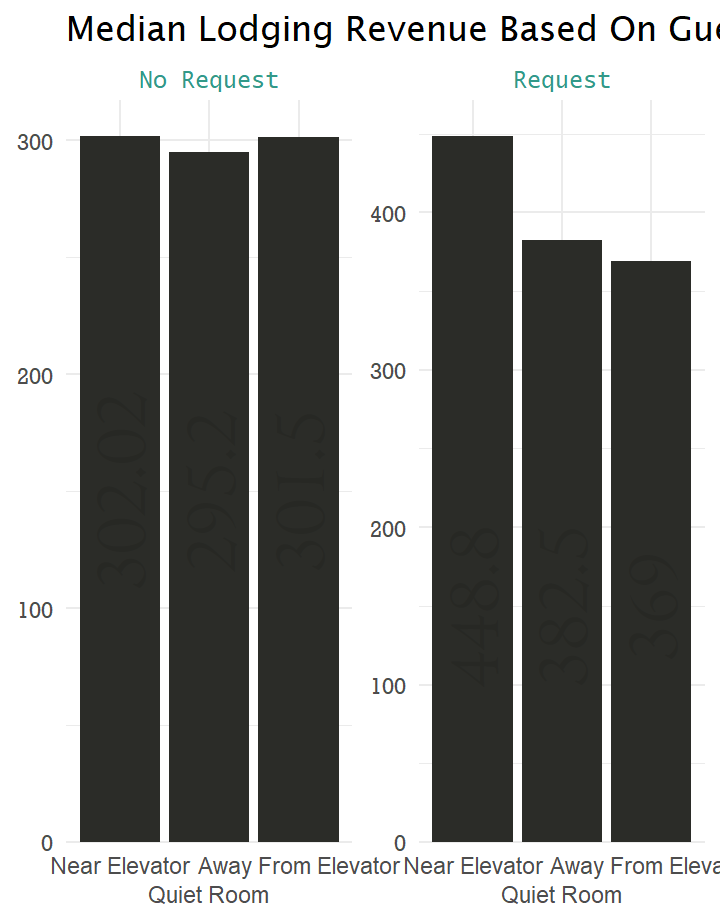 Median Lodging Revenue Based On Gue
No Request
Request
300
200
100
0
302.02
295.2
301.5
400
300
200
100
0
448.8
382.5
369
Near Elevator
Quiet Room
Away From Elevator
Near Elevator
Quiet Room
Away From Eleva